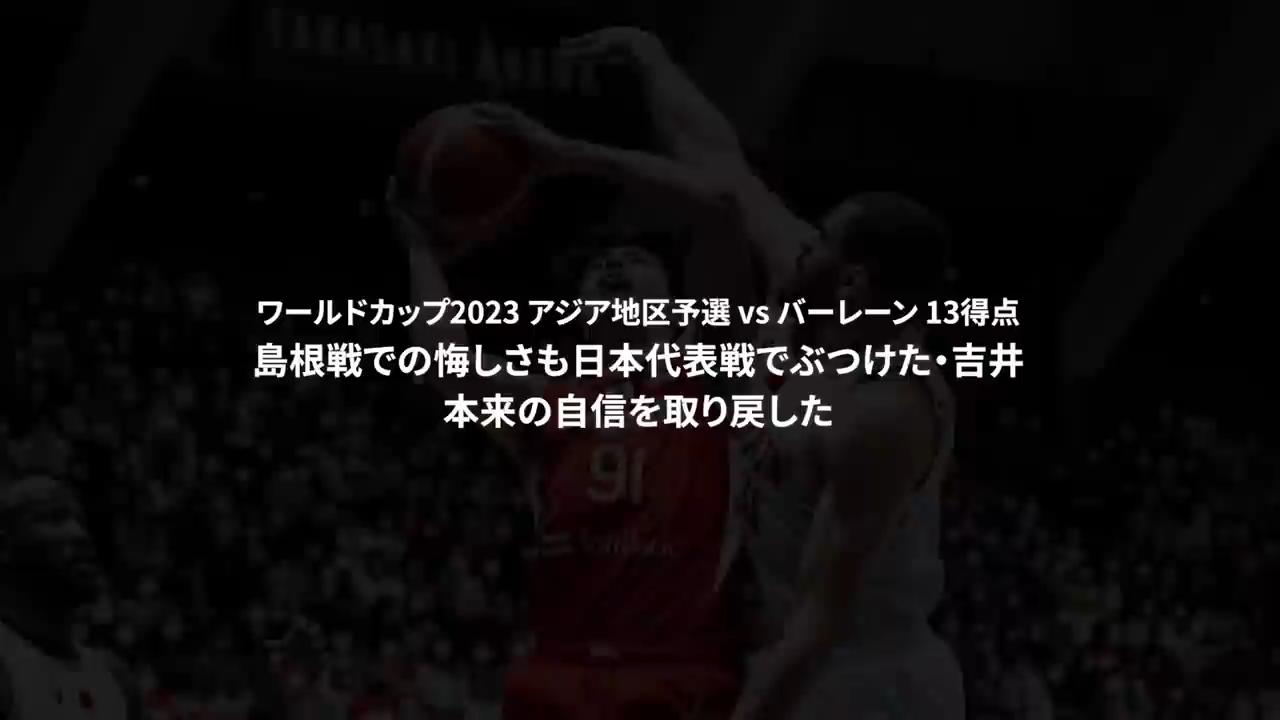 TAKASAKI ARENA
ワールドカップ2023 アジア地区予選 vs バーレーン 13得点
島根戦での悔しさも日本代表戦でぶつけた・吉井
本来の自信を取り戻した
91